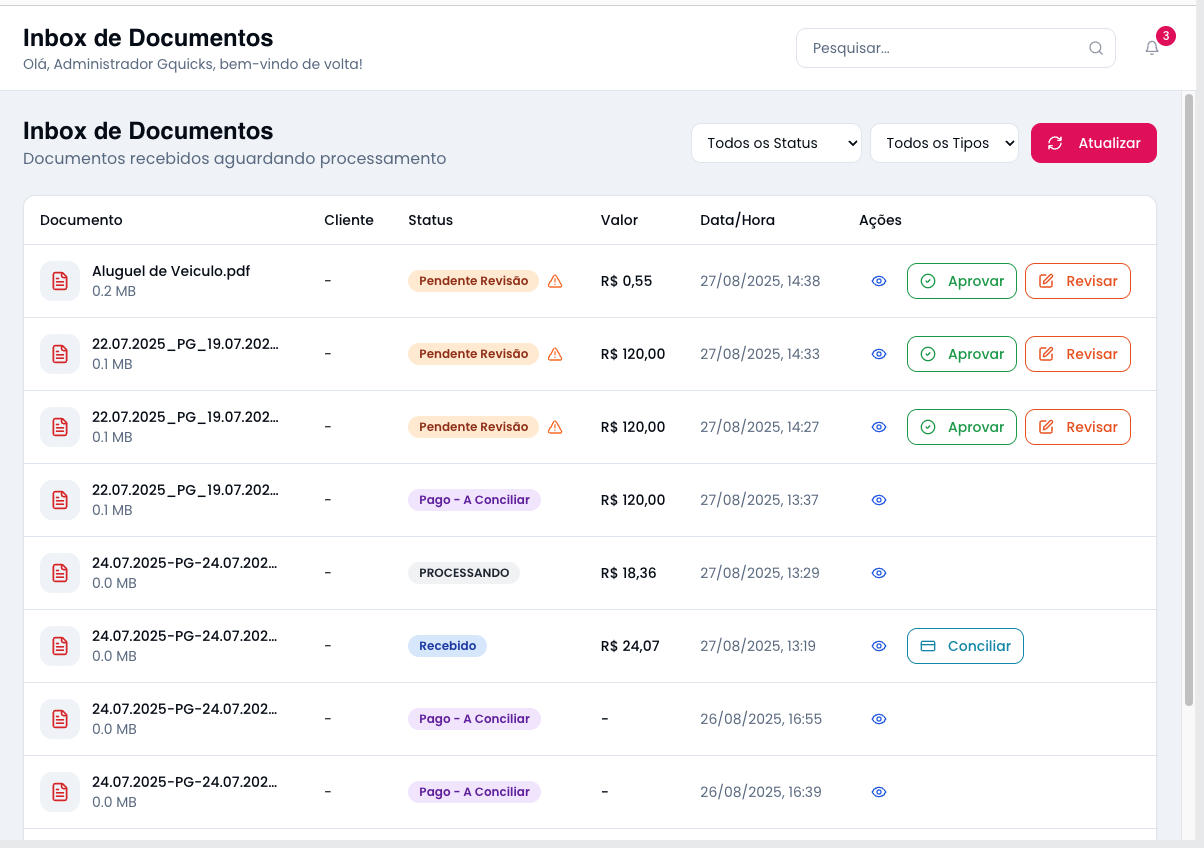 Inbox de Documentos
Olá, Administrador Gquicks, bem-vindo de volta!
Pesquisar...
3
Inbox de Documentos
Documentos recebidos aguardando processamento
Todos os Status
Todos os Tipos
Atualizar
Documento Cliente Status Valor Data/Hora Ações
Aluguel de Veiculo.pdf
0.2 MB
- Pendente Revisão R$ 0,55 27/08/2025, 14:38 Aprovar Revisar
22.07.2025_PG_19.07.202...
0.1 MB
- Pendente Revisão R$ 120,00 27/08/2025, 14:33 Aprovar Revisar
22.07.2025_PG_19.07.202...
0.1 MB
- Pendente Revisão R$ 120,00 27/08/2025, 14:27 Aprovar Revisar
22.07.2025_PG_19.07.202...
0.1 MB
- Pago - A Conciliar R$ 120,00 27/08/2025, 13:37
24.07.2025-PG-24.07.202...
0.0 MB
- PROCESSANDO R$ 18,36 27/08/2025, 13:29
24.07.2025-PG-24.07.202...
0.0 MB
- Recebido R$ 24,07 27/08/2025, 13:19 Conciliar
24.07.2025-PG-24.07.202...
0.0 MB
- Pago - A Conciliar - 26/08/2025, 16:55
24.07.2025-PG-24.07.202...
0.0 MB
- Pago - A Conciliar - 26/08/2025, 16:39